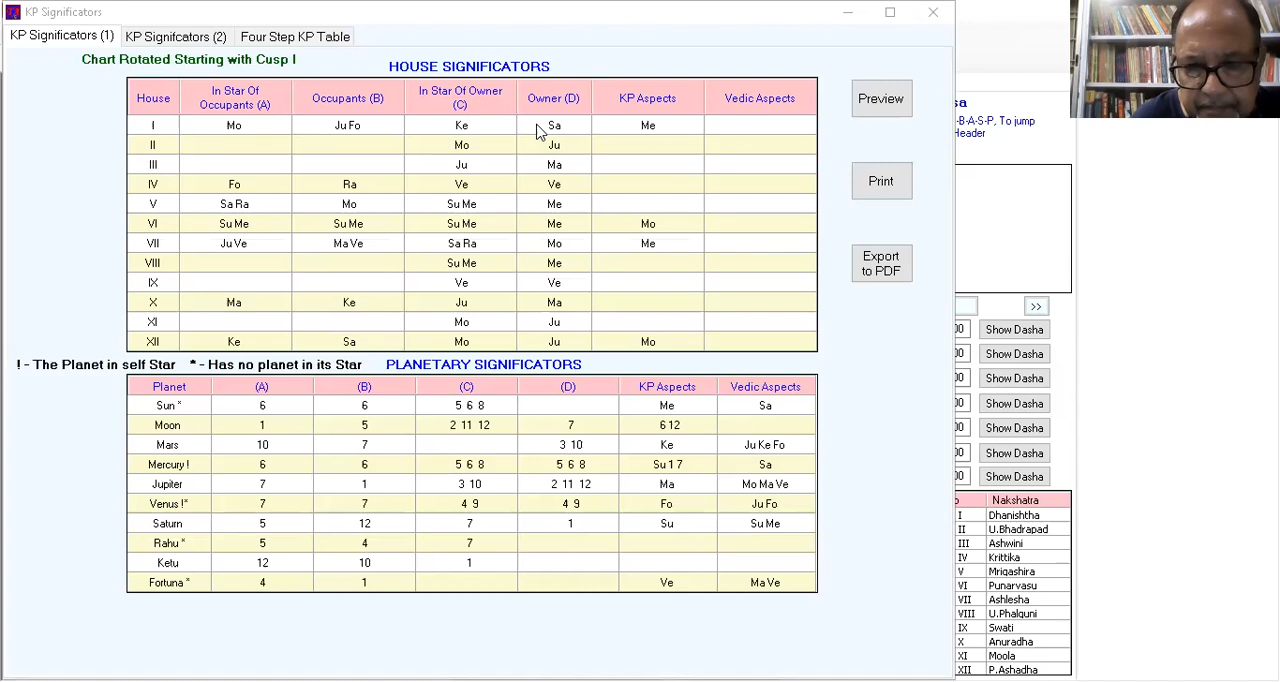 KP Significators
KP Significators (1) KP Signifcators (2) Four Step KP Table
Chart Rotated Starting with Cusp I
HOUSE SIGNIFICATORS
House In Star Of Occupants (A) Occupants (B) In Star Of Owner (C) Owner (D) KP Aspects Vedic Aspects
I Mo Ju Fo Ke Sa Me
II Mo Ju
III Ju Ma
IV Fo Ra Ve Ve
V Sa Ra Mo Su Me Me
VI Su Me Su Me Su Me Me Mo
VII Ju Ve Ma Ve Sa Ra Mo Me
VIII Su Me Me
IX Ve Ve
X Ma Ke Ju Ma
XI Mo Ju
XII Ke Sa Mo Ju Mo
! - The Planet in self Star * - Has no planet in its Star PLANETARY SIGNIFICATORS
Planet (A) (B) (C) (D) KP Aspects Vedic Aspects
Sun * 6 6 5 6 8 Me Sa
Moon 1 5 2 11 12 7 6 12
Mars 10 7 3 10 Ke Ju Ke Fo
Mercury ! 6 6 5 6 8 5 6 8 Su 1 7 Sa
Jupiter 7 1 3 10 2 11 12 Ma Mo Ma Ve
Venus !* 7 7 4 9 4 9 Fo Ju Fo
Saturn 5 12 7 1 Su Su Me
Rahu * 5 4 7
Ketu 12 10 1
Fortuna * 4 1 Ve Ma Ve
Preview
Print
Export
to PDF
sa
-B-A-S-P, To jump
Header
>>
00 Show Dasha
00 Show Dasha
00 Show Dasha
00 Show Dasha
00 Show Dasha
00 Show Dasha
00 Show Dasha
p Nakshatra
I Dhanishtha
II U.Bhadrapad
III Ashwini
IV Krittika
V Mrigashira
VI Punarvasu
VII Ashlesha
VIII U.Phalguni
IX Swati
X Anuradha
XI Moola
XII P.Ashadha